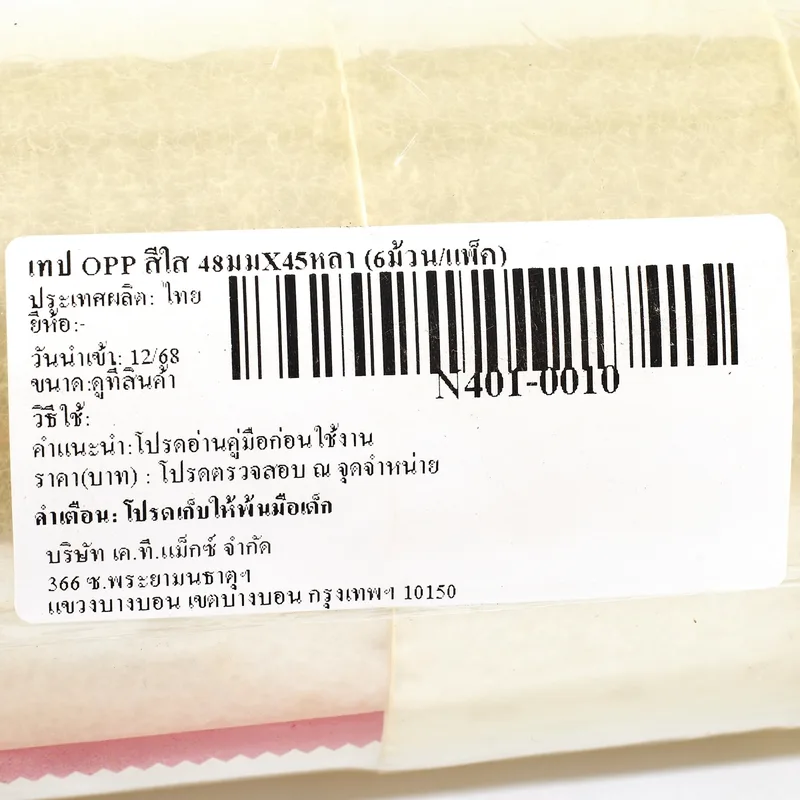 เทป OPP สีใส 48มมX45หลา (6ม้วน/แพ็ค)
ประเทศผลิต: ไทย
ยี่ห้อ:-
วันนำเข้า: 12/68
ขนาด:ดูที่สินค้า
N401-0010
วิธีใช้:
คำแนะนำ:โปรดอ่านคู่มือก่อนใช้งาน
ราคา(บาท) : โปรดตรวจสอบ ณ จุดจำหน่าย
คำเตือน: โปรดเก็บให้พ้นมือเด็ก
บริษัท เค.ที.แม็กซ์ จำกัด
366 ซ.พระยามนธาตุฯ
แขวงบางบอน เขตบางบอน กรุงเทพฯ 10150